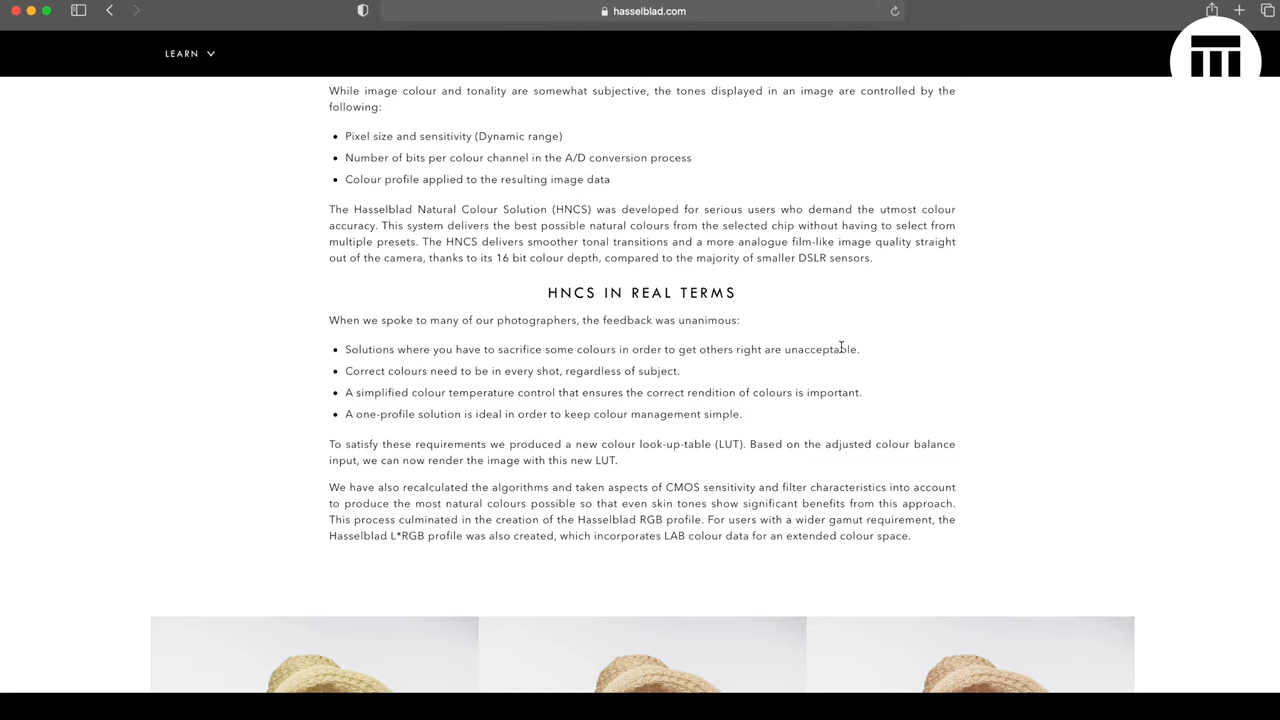 hasselblad.com
LEARN
While image colour and tonality are somewhat subjective, the tones displayed in an image are controlled by the
following:
• Pixel size and sensitivity (Dynamic range)
• Number of bits per colour channel in the A/D conversion process
• Colour profile applied to the resulting image data
The Hasselblad Natural Colour Solution (HNCS) was developed for serious users who demand the utmost colour
accuracy. This system delivers the best possible natural colours from the selected chip without having to select from
multiple presets. The HNCS delivers smoother tonal transitions and a more analogue film-like image quality straight
out of the camera, thanks to its 16 bit colour depth, compared to the majority of smaller DSLR sensors.
HNCS IN REAL TERMS
When we spoke to many of our photographers, the feedback was unanimous:
• Solutions where you have to sacrifice some colours in order to get others right are unacceptable.
• Correct colours need to be in every shot, regardless of subject.
• A simplified colour temperature control that ensures the correct rendition of colours is important.
• A one-profile solution is ideal in order to keep colour management simple.
To satisfy these requirements we produced a new colour look-up-table (LUT). Based on the adjusted colour balance
input, we can now render the image with this new LUT.
We have also recalculated the algorithms and taken aspects of CMOS sensitivity and filter characteristics into account
to produce the most natural colours possible so that even skin tones show significant benefits from this approach.
This process culminated in the creation of the Hasselblad RGB profile. For users with a wider gamut requirement, the
Hasselblad L*RGB profile was also created, which incorporates LAB colour data for an extended colour space.